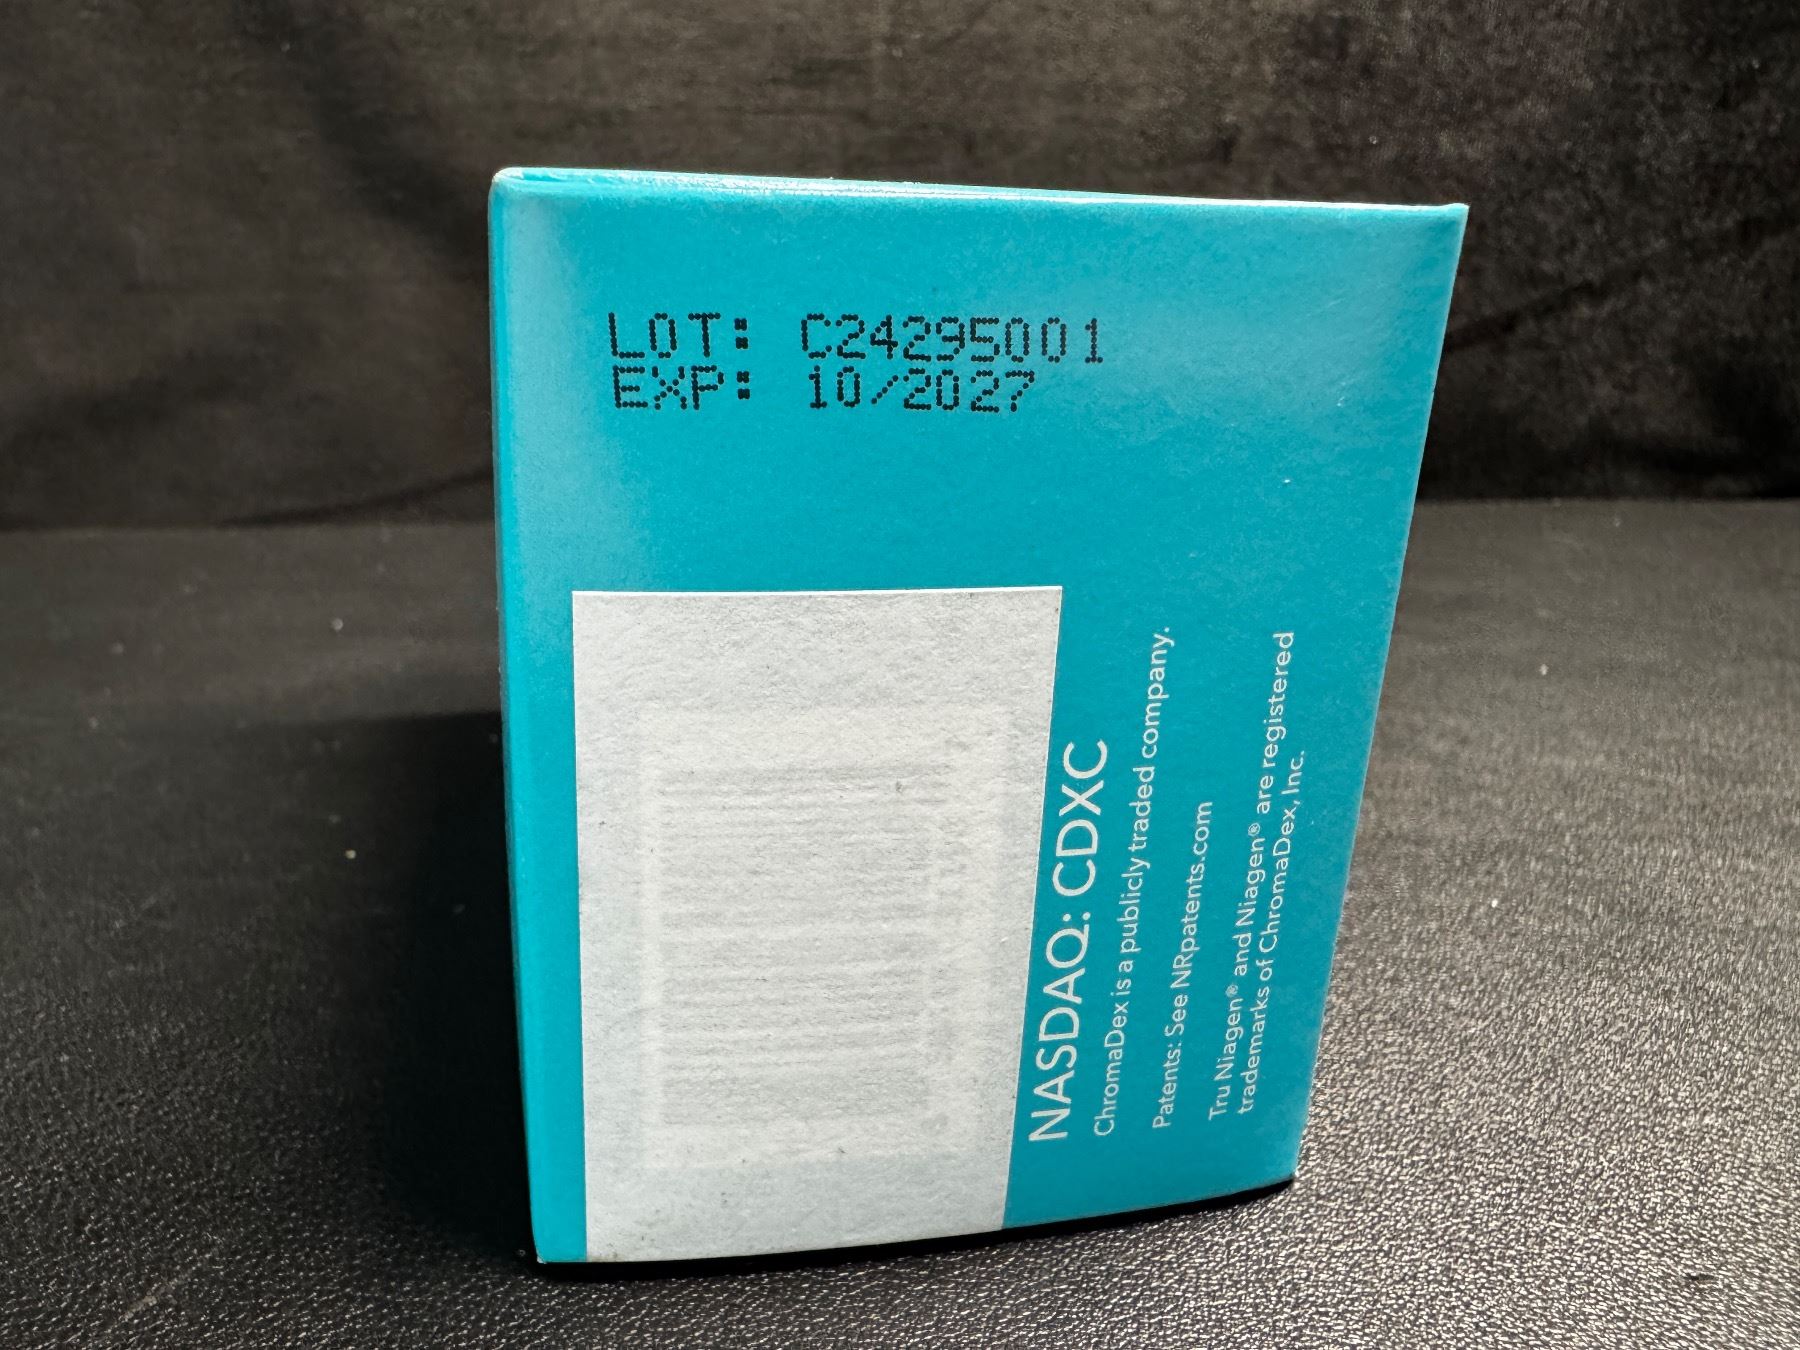 LOT: C24295001
EXP: 10/2027
NASDAQ: CDXC
ChromaDex is a publicly traded company.
Patents: See NRpatents.com
Tru Niagen® and Niagen® are registered
trademarks of ChromaDex, Inc.